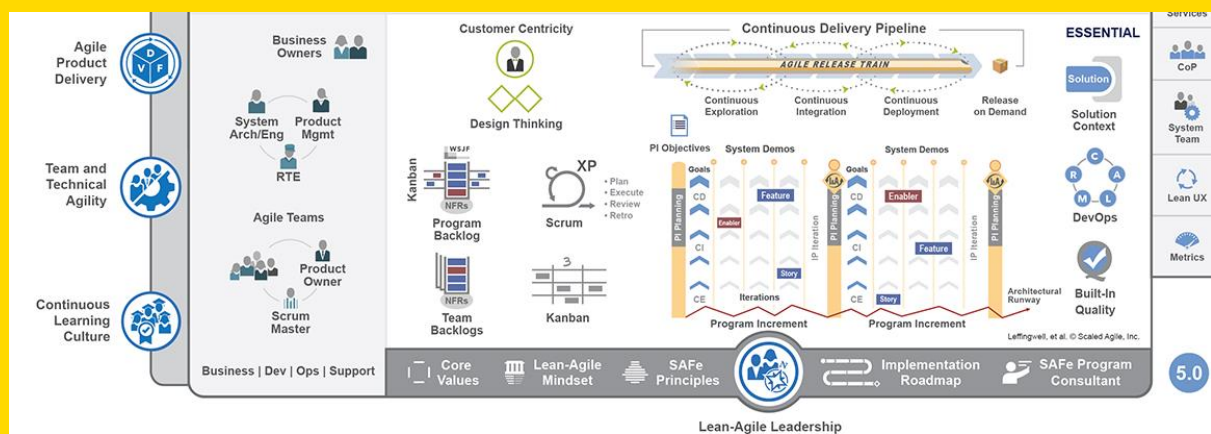 Agile
Product
Delivery
Team and
Technical
Agility
Continuous
Learning
Culture
D
V
F
Business
Owners
System
Arch/Eng
Product
Mgmt
RTE
Agile Teams
Product
Owner
Scrum
Master
Business | Dev | Ops | Support
Customer Centricity
Design Thinking
Kanban
WSJF
NFRs
Program
Backlog
XP
• Plan
• Execute
• Review
• Retro
Scrum
NFRs
Team
Backlogs
3
Kanban
Continuous Delivery Pipeline
AGILE RELEASE TRAIN
Continuous
Exploration
Continuous
Integration
Continuous
Deployment
Release
on Demand
PI Objectives
System Demos
System Demos
PI Planning
Goals
CD
CI
CE
Enabler
Feature
Story
Iterations
IP Iteration
I&A
PI Planning
Goals
CD
CI
CE
Enabler
Feature
Story
IP Iteration
I&A
PI Planning
Architectural
Runway
Program Increment
Program Increment
ESSENTIAL
Solution
Solution
Context
C
A
L
M
R
DevOps
Built-In
Quality
Leffingwell, et al. © Scaled Agile, Inc.
Services
CoP
System
Team
Lean UX
Metrics
Core
Values
Lean-Agile
Mindset
SAFe
Principles
Implementation
Roadmap
SAFe Program
Consultant
5.0
Lean-Agile Leadership